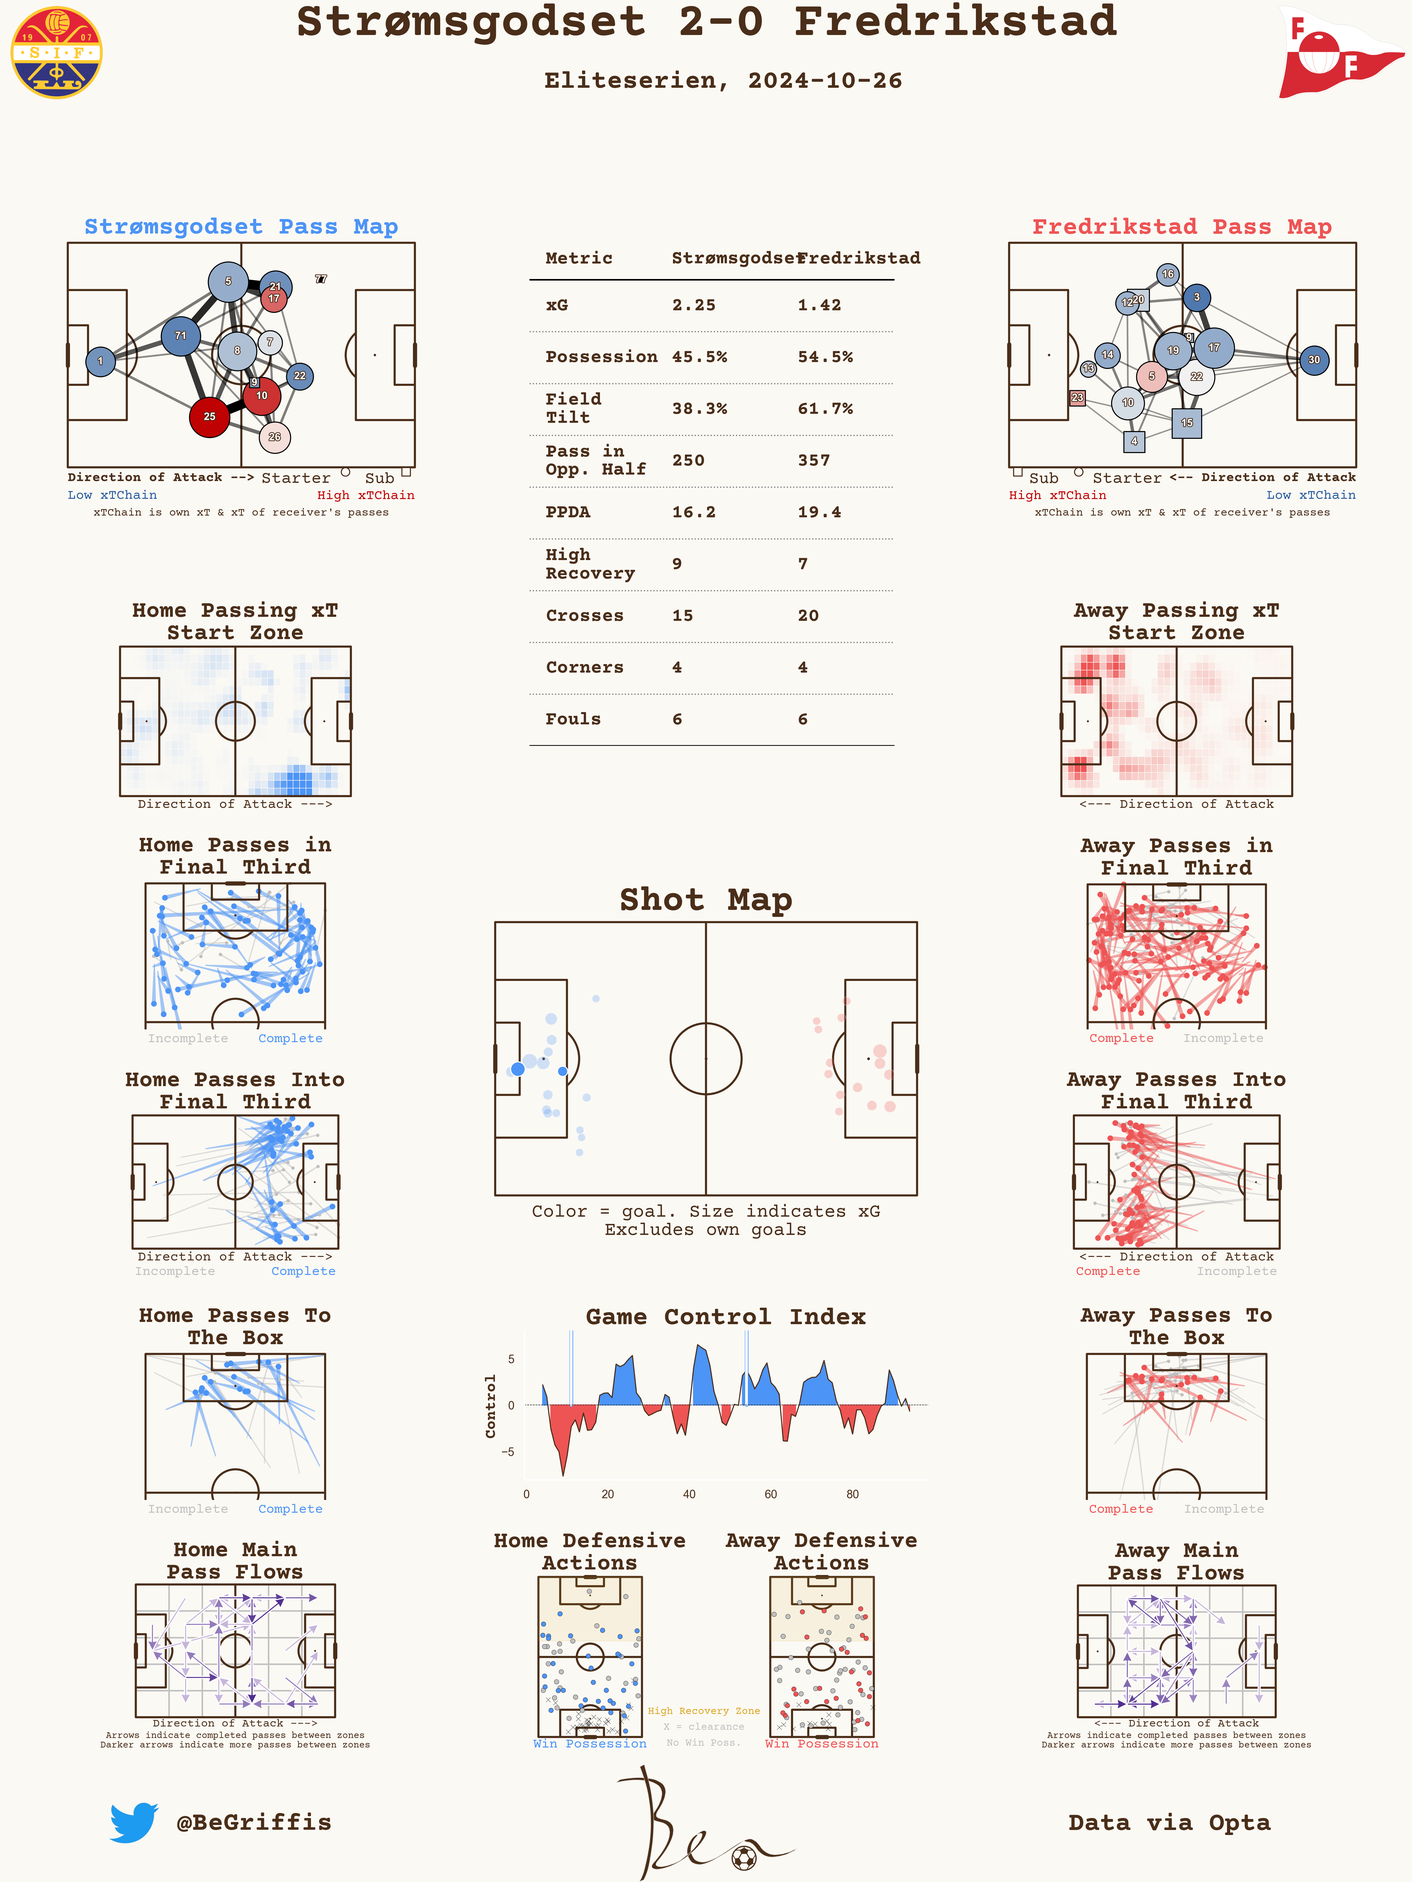 Strømsgodset 2-0 Fredrikstad
Eliteserien, 2024-10-26
19 07
S.I.F
F
F
Strømsgodset Pass Map
1
71
5
25
8
21
17
7
9
10
22
26
77
Direction of Attack --> Starter Sub
Low xTChain High xTChain
xTChain is own xT & xT of receiver's passes
Metric Strømsgodset Fredrikstad
xG 2.25 1.42
Possession 45.5% 54.5%
Field
Tilt 38.3% 61.7%
Pass in
Opp. Half 250 357
PPDA 16.2 19.4
High
Recovery 9 7
Crosses 15 20
Corners 4 4
Fouls 6 6
Fredrikstad Pass Map
16
12
20
3
14
13
19
9
17
30
5
22
23
10
15
4
Sub Starter <-- Direction of Attack
High xTChain Low xTChain
xTChain is own xT & xT of receiver's passes
Home Passing xT
Start Zone
Direction of Attack --->
Away Passing xT
Start Zone
<--- Direction of Attack
Home Passes in
Final Third
Incomplete Complete
Away Passes in
Final Third
Complete Incomplete
Shot Map
Color = goal. Size indicates xG
Excludes own goals
Home Passes Into
Final Third
Direction of Attack --->
Incomplete Complete
Away Passes Into
Final Third
<--- Direction of Attack
Complete Incomplete
Home Passes To
The Box
Incomplete Complete
Game Control Index
Control
5
0
−5
0 20 40 60 80
Away Passes To
The Box
Complete Incomplete
Home Main
Pass Flows
Direction of Attack --->
Arrows indicate completed passes between zones
Darker arrows indicate more passes between zones
Home Defensive
Actions
Win Possession
High Recovery Zone
X = clearance
No Win Poss.
Away Defensive
Actions
Win Possession
Away Main
Pass Flows
<--- Direction of Attack
Arrows indicate completed passes between zones
Darker arrows indicate more passes between zones
@BeGriffis
Ben
Data via Opta